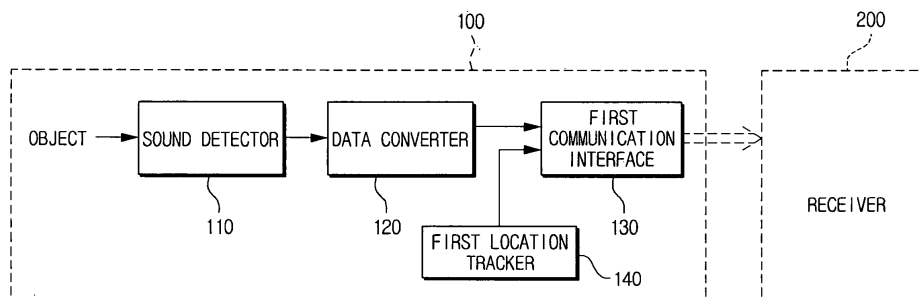 100
200
OBJECT
SOUND DETECTOR
DATA CONVERTER
FIRST
COMMUNICATION
INTERFACE
110
120
130
RECEIVER
FIRST LOCATION
TRACKER
140